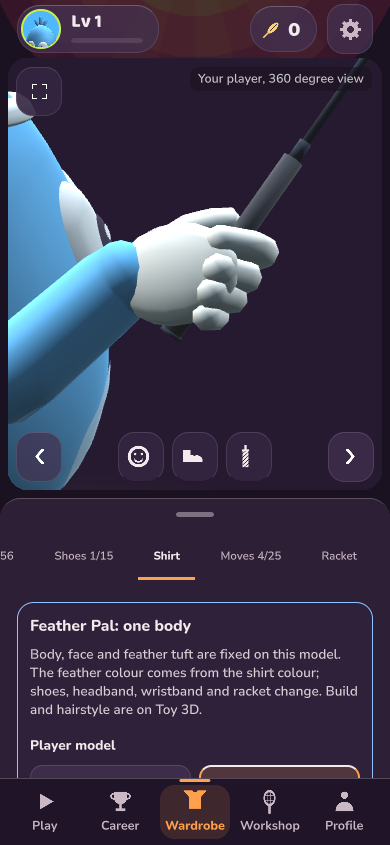 Lv 1
0
Your player, 360 degree view
56
Shoes 1/15
Shirt
Moves 4/25
Racket
Feather Pal: one body
Body, face and feather tuft are fixed on this model.
The feather colour comes from the shirt colour;
shoes, headband, wristband and racket change. Build
and hairstyle are on Toy 3D.
Player model
Play
Career
Wardrobe
Workshop
Profile